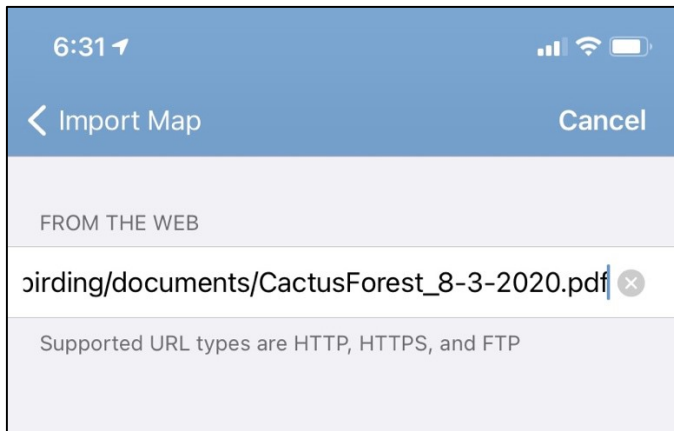 6:31
Import Map
Cancel
FROM THE WEB
birding/documents/CactusForest_8-3-2020.pdf
Supported URL types are HTTP, HTTPS, and FTP